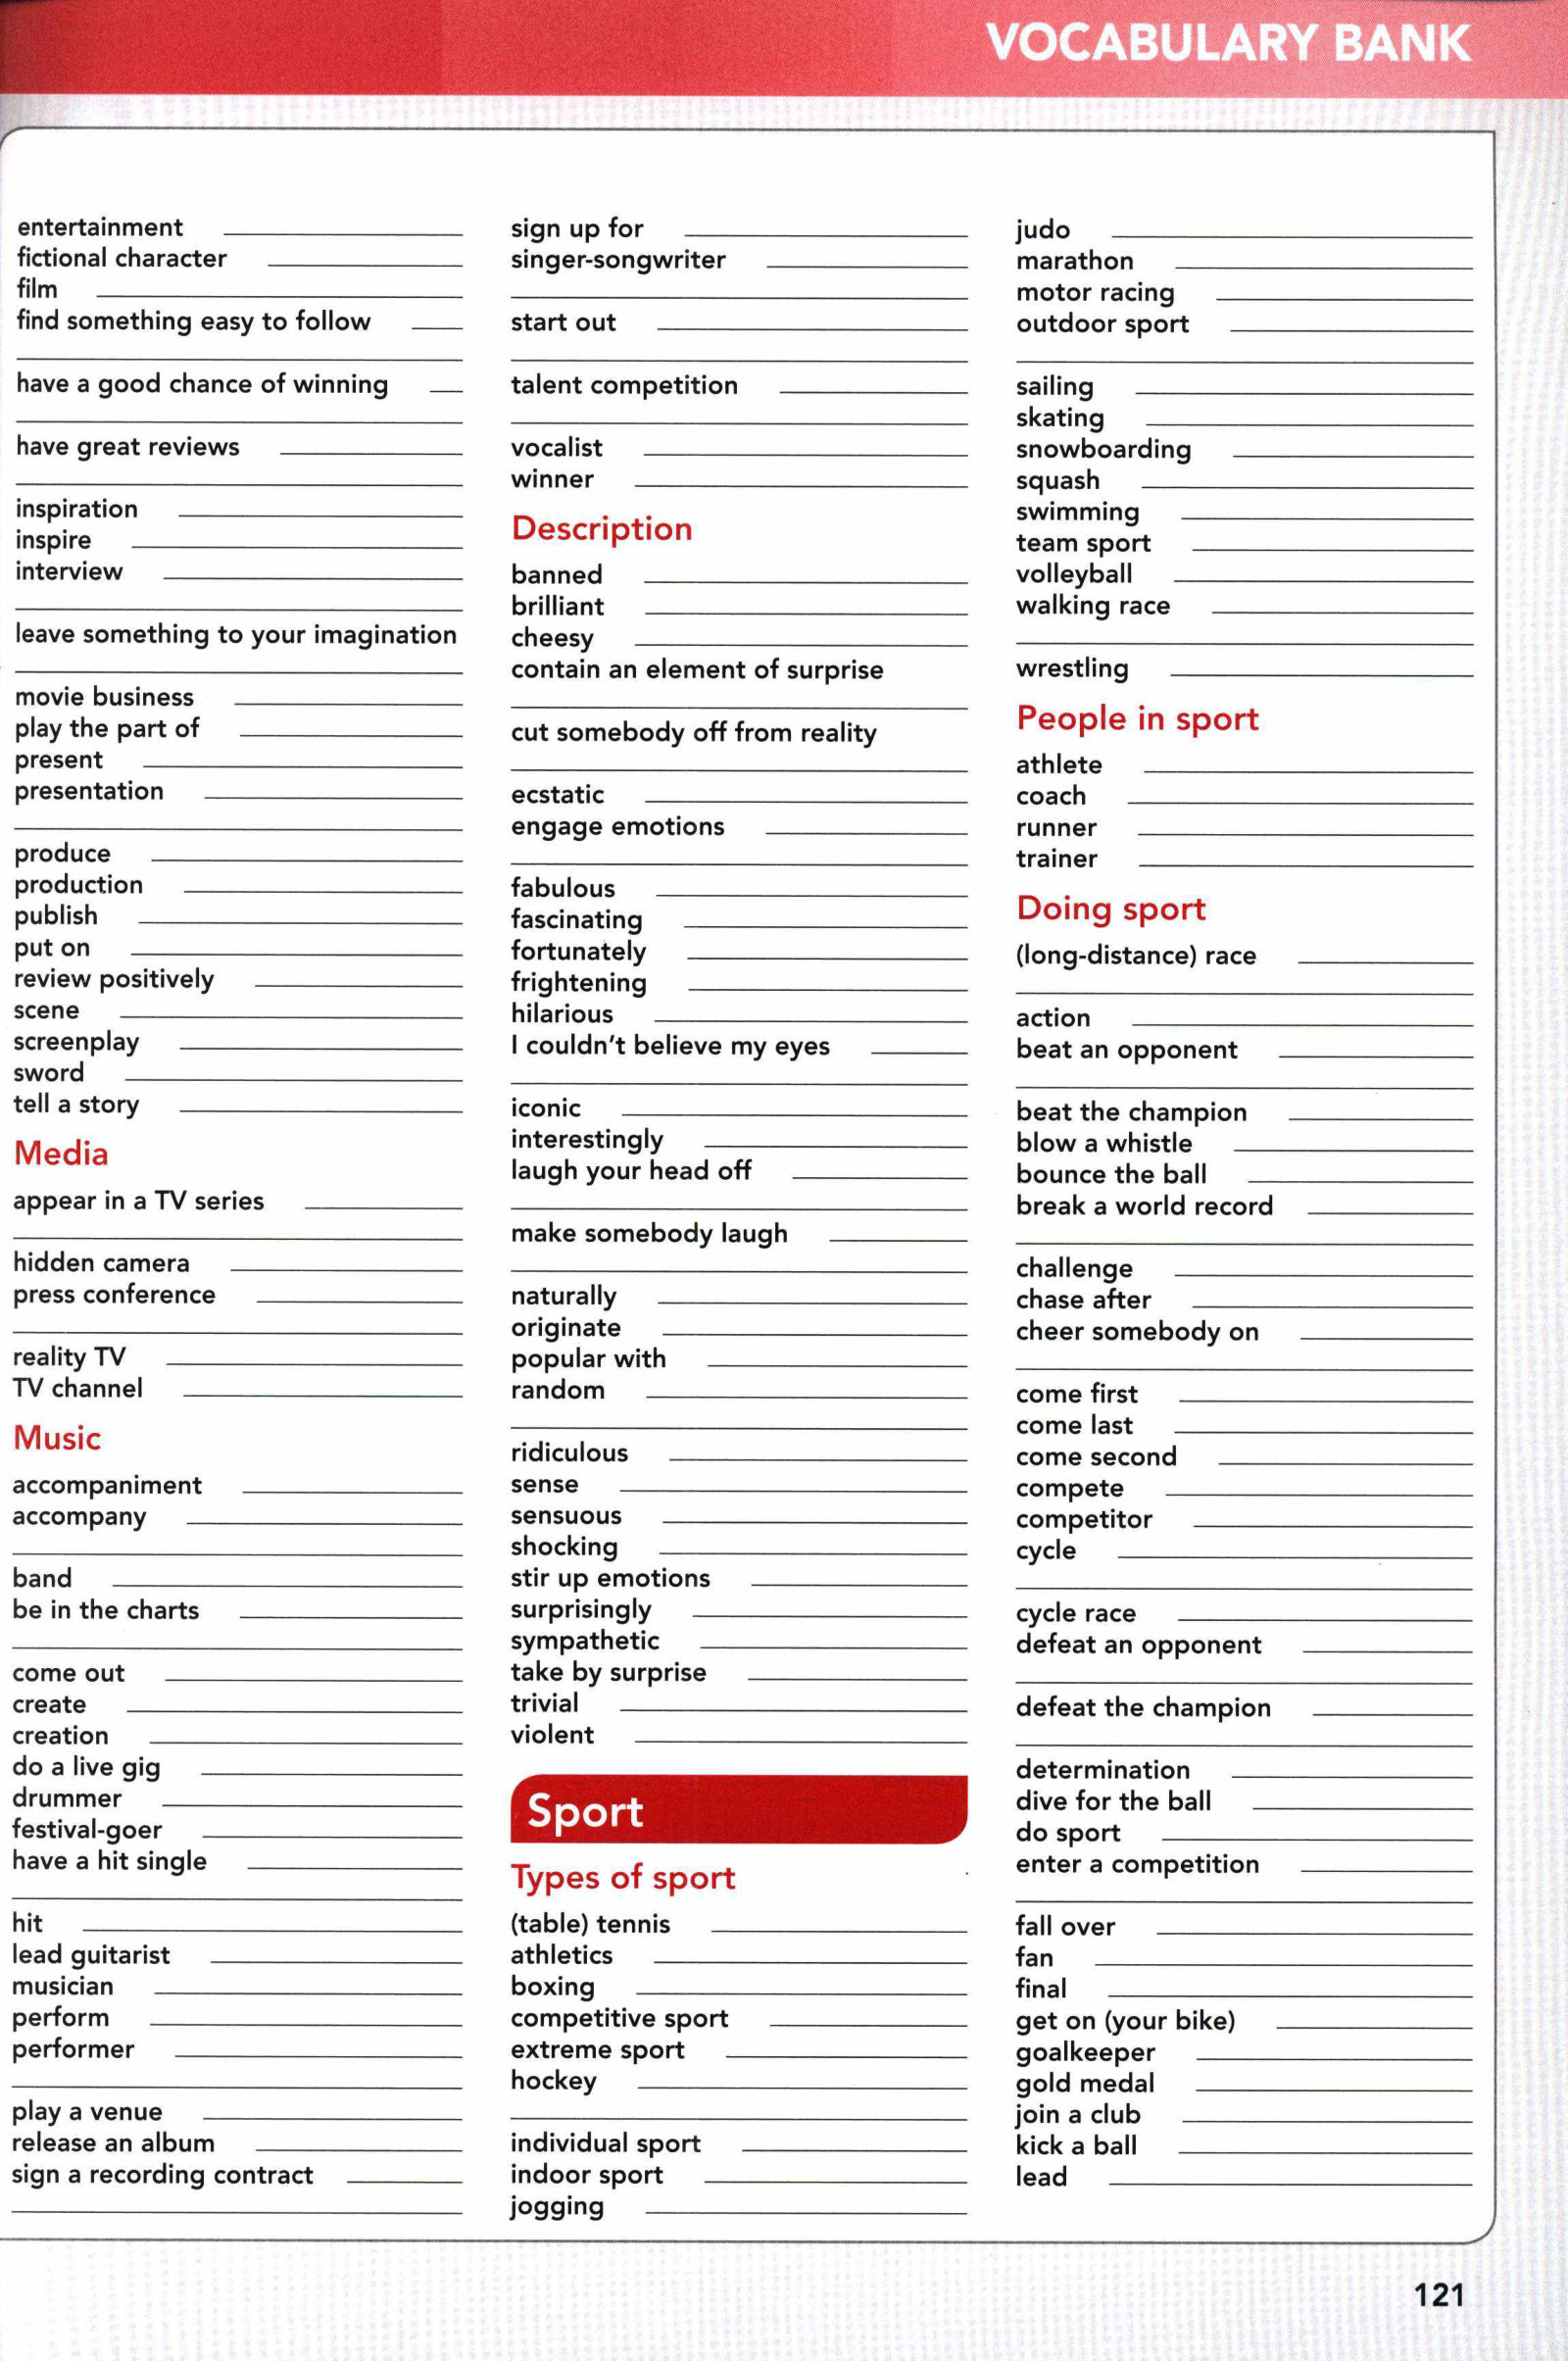 VOCABULARY BANK
entertainment
fictional character
film
find something easy to follow
have a good chance of winning
have great reviews
inspiration
inspire
interview
leave something to your imagination
movie business
play the part of
present
presentation
produce
production
publish
put on
review positively
scene
screenplay
sword
tell a story
Media
appear in a TV series
hidden camera
press conference
reality TV
TV channel
Music
accompaniment
accompany
band
be in the charts
come out
create
creation
do a live gig
drummer
festival-goer
have a hit single
hit
lead guitarist
musician
perform
performer
play a venue
release an album
sign a recording contract
sign up for
singer-songwriter
start out
talent competition
vocalist
winner
Description
banned
brilliant
cheesy
contain an element of surprise
cut somebody off from reality
ecstatic
engage emotions
fabulous
fascinating
fortunately
frightening
hilarious
I couldn't believe my eyes
iconic
interestingly
laugh your head off
make somebody laugh
naturally
originate
popular with
random
ridiculous
sense
sensuous
shocking
stir up emotions
surprisingly
sympathetic
take by surprise
trivial
violent
Sport
Types of sport
(table) tennis
athletics
boxing
competitive sport
extreme sport
hockey
individual sport
indoor sport
jogging
judo
marathon
motor racing
outdoor sport
sailing
skating
snowboarding
squash
swimming
team sport
volleyball
walking race
wrestling
People in sport
athlete
coach
runner
trainer
Doing sport
(long-distance) race
action
beat an opponent
beat the champion
blow a whistle
bounce the ball
break a world record
challenge
chase after
cheer somebody on
come first
come last
come second
compete
competitor
cycle
cycle race
defeat an opponent
defeat the champion
determination
dive for the ball
do sport
enter a competition
fall over
fan
final
get on (your bike)
goalkeeper
gold medal
join a club
kick a ball
lead
121